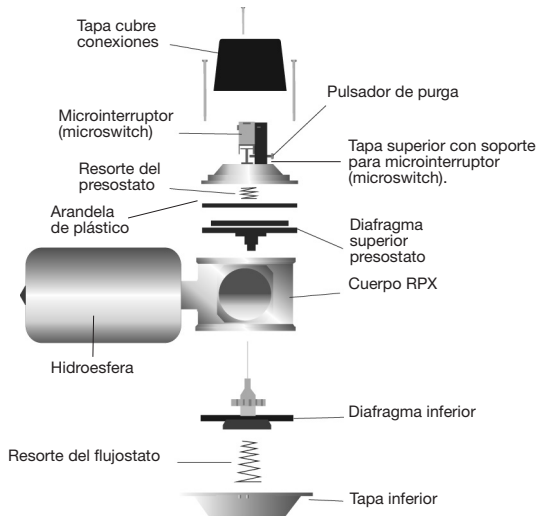 Tapa cubre
conexiones
Pulsador de purga
Microinterruptor
(microswitch)
Tapa superior con soporte
para microinterruptor
(microswitch).
Resorte del
presostato
Arandela
de plástico
Diafragma
superior
presostato
Cuerpo RPX
Hidroesfera
Diafragma inferior
Resorte del flujostato
Tapa inferior